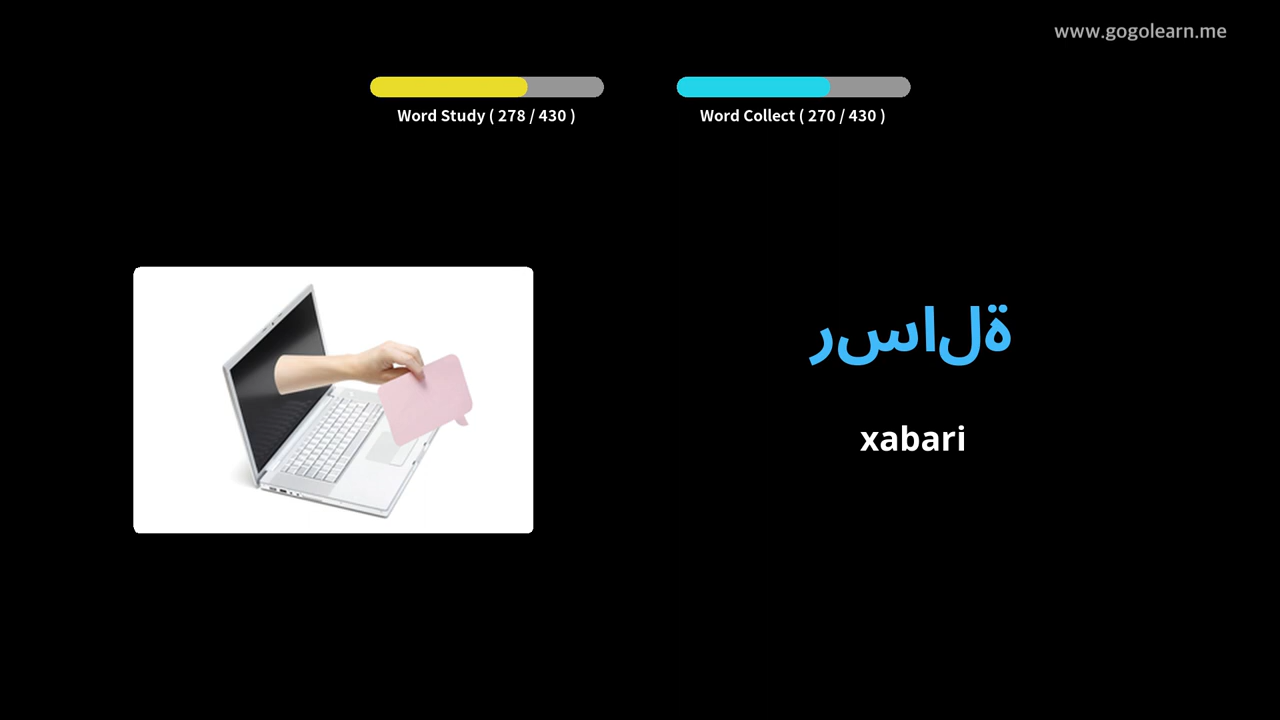 www.gogolearn.me
Word Study ( 278 / 430 )
Word Collect ( 270 / 430 )
رسالة
xabari